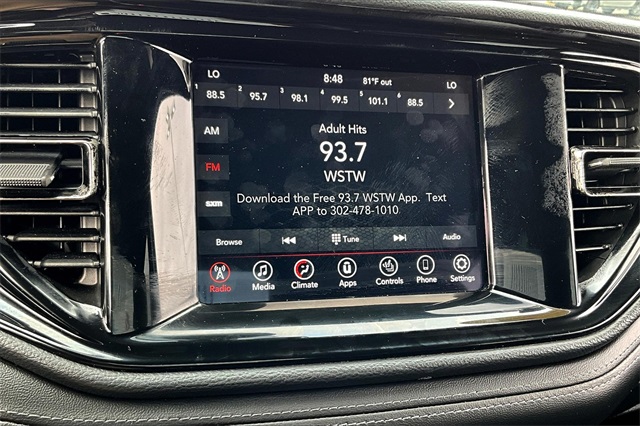 LO 8:48 81°F out LO
1 88.5 2 95.7 3 98.1 4 99.5 5 101.1 6 88.5
AM
Adult Hits
93.7
FM
WSTW
Download the Free 93.7 WSTW App. Text
sxm
APP to 302-478-1010
Browse Tune Audio
Radio Media Climate Apps Controls Phone Settings